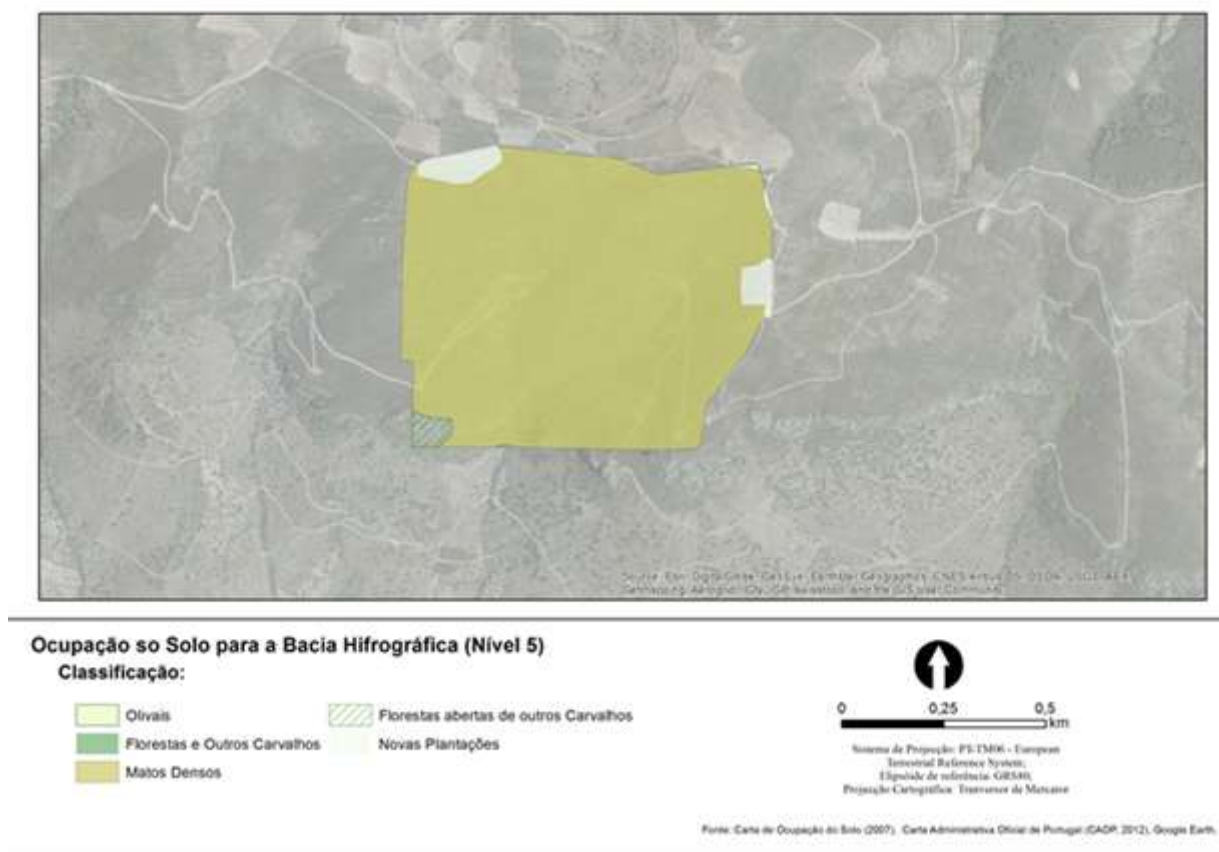 Ocupação so Solo para a Bacia Hifrográfica (Nível 5)
Classificação:
Olivais
Florestas e Outros Carvalhos
Matos Densos
Florestas abertas de outros Carvalhos
Novas Plantações
0 0,25 0,5
km
Sistema de Projecção: PT-TM06 - European
Terrestrial Reference System;
Elipsóide de referência: GRS80;
Projecção Cartográfica: Transversor de Mercator
Fonte: Carta de Ocupação do Solo (2007). Carta Administrativa Oficial de Portugal (CAOP, 2012), Google Earth.